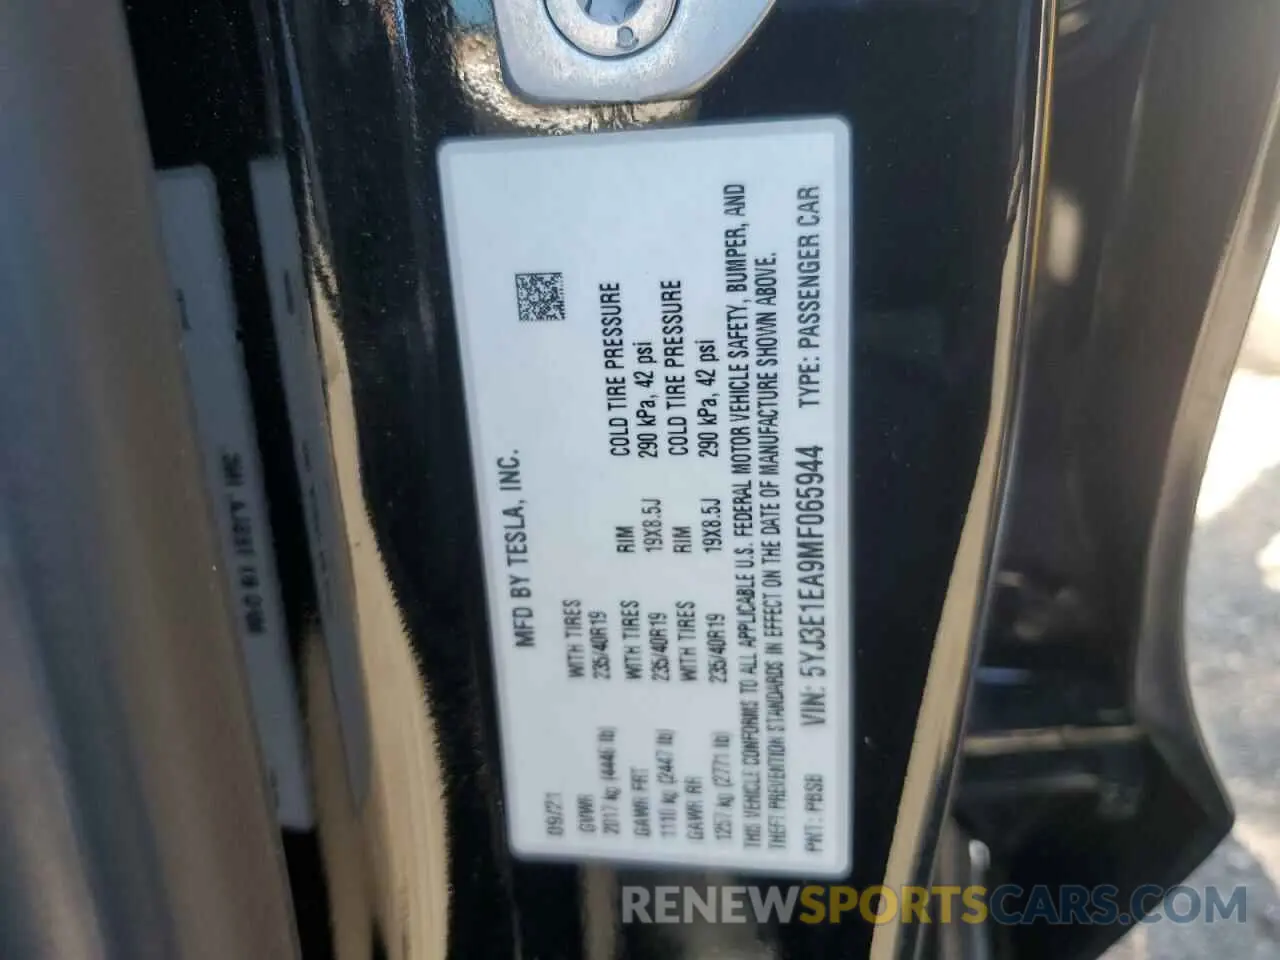 MFD BY TESLA, INC.
09/21
GVWR
2017 kg (4446 lb)
WITH TIRES
235/40R19
RIM
19X8.5J
COLD TIRE PRESSURE
290 kPa, 42 psi
GAWR FRT
1110 kg (2447 lb)
WITH TIRES
235/40R19
RIM
19X8.5J
COLD TIRE PRESSURE
290 kPa, 42 psi
GAWR RR
1257 kg (2771 lb)
WITH TIRES
235/40R19
THIS VEHICLE CONFORMS TO ALL APPLICABLE U.S. FEDERAL MOTOR VEHICLE SAFETY, BUMPER, AND
THEFT PREVENTION STANDARDS IN EFFECT ON THE DATE OF MANUFACTURE SHOWN ABOVE.
PNT: PBSB VIN: 5YJ3E1EA9MF065944 TYPE: PASSENGER CAR
RENEWSPORTSCARS.COM